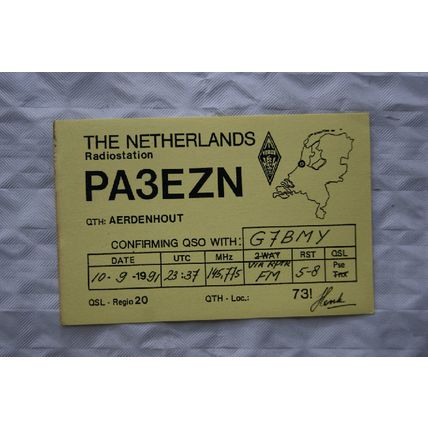 THE NETHERLANDS
Radiostation
PA3EZN
QTH: AERDENHOUT
CONFIRMING QSO WITH: G7BMY
DATE UTC MHz 2-WAY RST QSL
10-9-1991 23:37 145,775 VIA RPTR FM 5-8 Pse Tnx
QSL - Regio 20 QTH - Loc.: 73! Henk